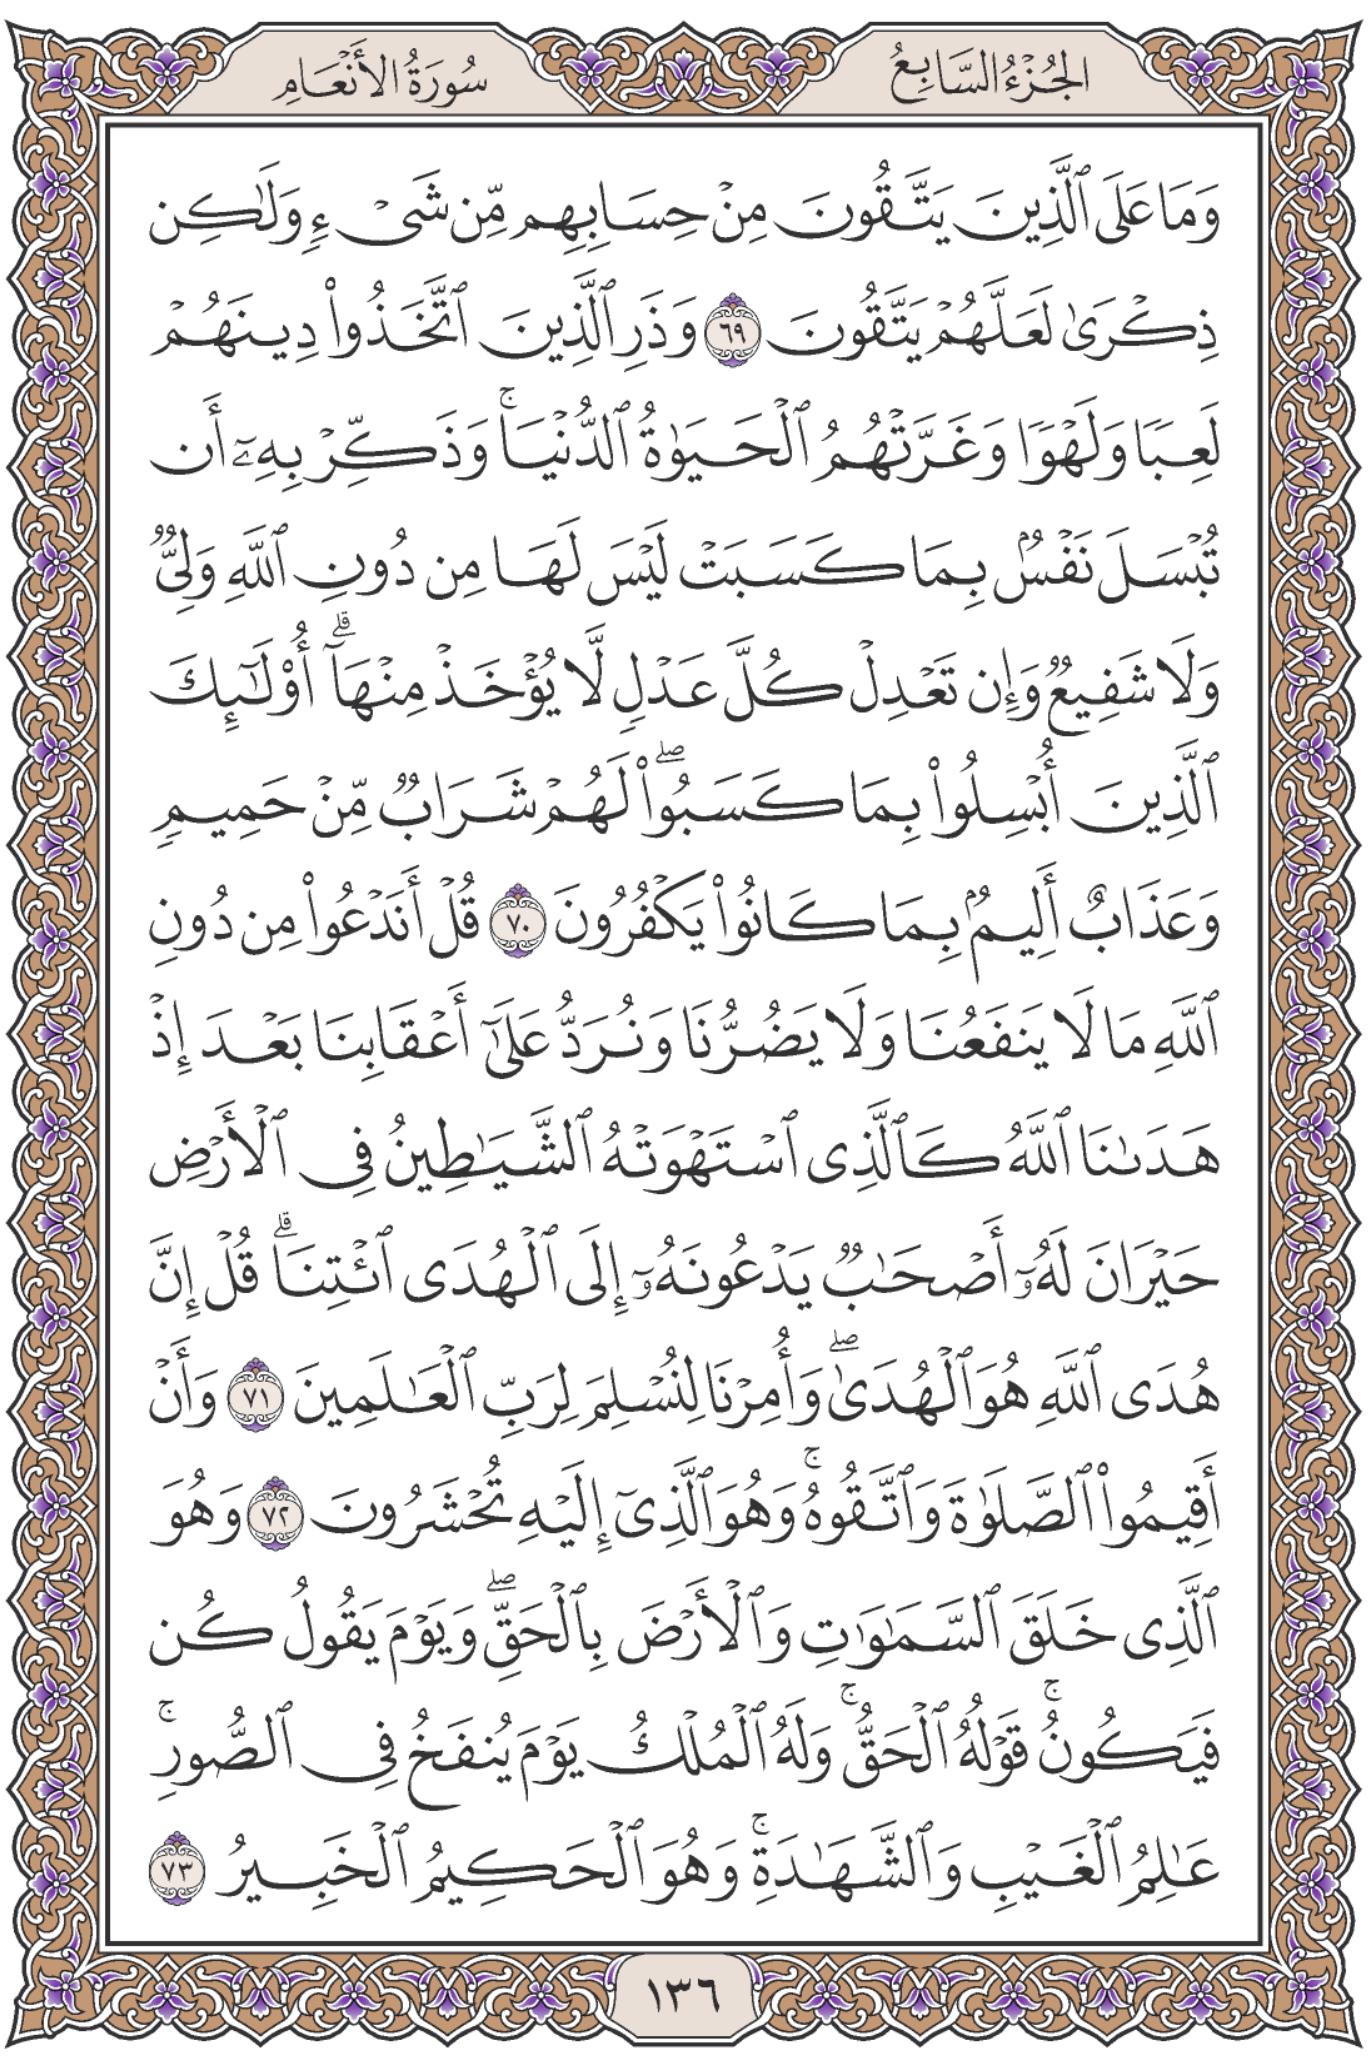 الجُزْءُ السَّابِعُ
سُورَةُ الأَنْعَامِ
وَمَا عَلَى ٱلَّذِينَ يَتَّقُونَ مِنْ حِسَابِهِم مِّن شَىْءٍ وَلَٰكِن
ذِكْرَىٰ لَعَلَّهُمْ يَتَّقُونَ ٦٩ وَذَرِ ٱلَّذِينَ ٱتَّخَذُوا۟ دِينَهُمْ
لَعِبًا وَلَهْوًا وَغَرَّتْهُمُ ٱلْحَيَوٰةُ ٱلدُّنْيَا ۚ وَذَكِّرْ بِهِۦٓ أَن
تُبْسَلَ نَفْسٌۢ بِمَا كَسَبَتْ لَيْسَ لَهَا مِن دُونِ ٱللَّهِ وَلِىٌّ
وَلَا شَفِيعٌ وَإِن تَعْدِلْ كُلَّ عَدْلٍ لَّا يُؤْخَذْ مِنْهَآ ۗ أُو۟لَٰٓئِكَ
ٱلَّذِينَ أُبْسِلُوا۟ بِمَا كَسَبُوا۟ ۖ لَهُمْ شَرَابٌ مِّنْ حَمِيمٍ
وَعَذَابٌ أَلِيمٌۢ بِمَا كَانُوا۟ يَكْفُرُونَ ٧٠ قُلْ أَنَدْعُوا۟ مِن دُونِ
ٱللَّهِ مَا لَا يَنفَعُنَا وَلَا يَضُرُّنَا وَنُرَدُّ عَلَىٰٓ أَعْقَابِنَا بَعْدَ إِذْ
هَدَىٰنَا ٱللَّهُ كَٱلَّذِى ٱسْتَهْوَتْهُ ٱلشَّيَٰطِينُ فِى ٱلْأَرْضِ
حَيْرَانَ لَهُۥٓ أَصْحَٰبٌ يَدْعُونَهُۥٓ إِلَى ٱلْهُدَى ٱئْتِنَا ۗ قُلْ إِنَّ
هُدَى ٱللَّهِ هُوَ ٱلْهُدَىٰ ۖ وَأُمِرْنَا لِنُسْلِمَ لِرَبِّ ٱلْعَٰلَمِينَ ٧١ وَأَنْ
أَقِيمُوا۟ ٱلصَّلَوٰةَ وَٱتَّقُوهُ ۚ وَهُوَ ٱلَّذِىٓ إِلَيْهِ تُحْشَرُونَ ٧٢ وَهُوَ
ٱلَّذِى خَلَقَ ٱلسَّمَٰوَٰتِ وَٱلْأَرْضَ بِٱلْحَقِّ ۖ وَيَوْمَ يَقُولُ كُن
فَيَكُونُ ۚ قَوْلُهُ ٱلْحَقُّ ۚ وَلَهُ ٱلْمُلْكُ يَوْمَ يُنفَخُ فِى ٱلصُّورِ ۚ
عَٰلِمُ ٱلْغَيْبِ وَٱلشَّهَٰدَةِ ۚ وَهُوَ ٱلْحَكِيمُ ٱلْخَبِيرُ ٧٣
١٣٦